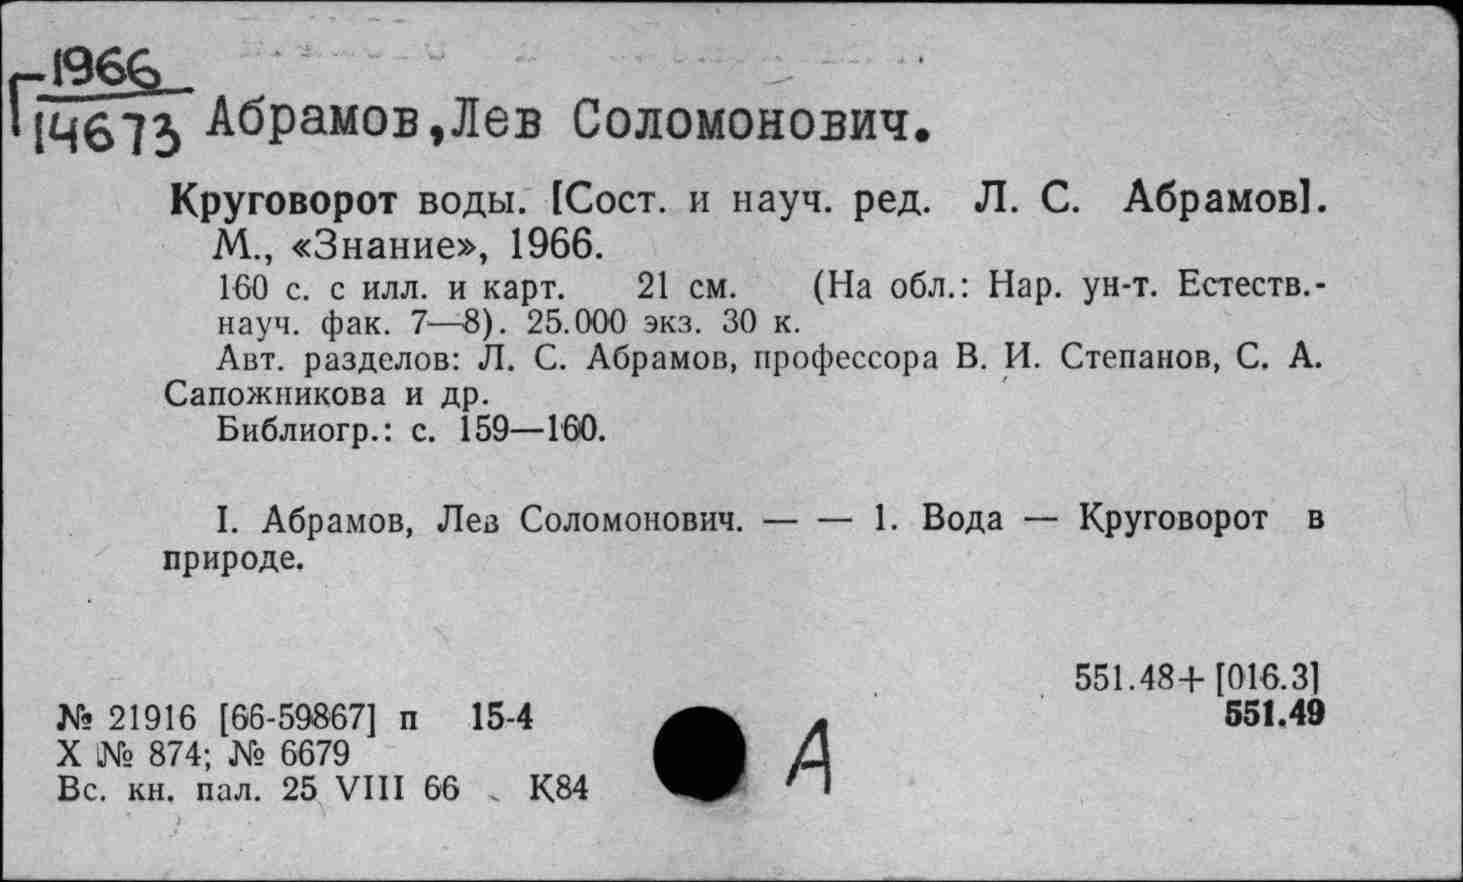 Г 1966
14673 Абрамов,Лев Соломонович.
Круговорот воды. [Сост. и науч. ред. Л. С. Абрамов].
М., «Знание», 1966.
160 с. с илл. и карт. 21 см. (На обл.: Нар. ун-т. Естеств.-
науч. фак. 7—8). 25.000 экз. 30 к.
Авт. разделов: Л. С. Абрамов, профессора В. И. Степанов, С. А.
Сапожникова и др.
Библиогр.: с. 159—160.
I. Абрамов, Лев Соломонович. — — 1. Вода — Круговорот в
природе.
551.48+[016.3]
551.49
№ 21916 [66-59867] п 15-4
X № 874; № 6679
Вс. кн. пал. 25 VIII 66 К84
А